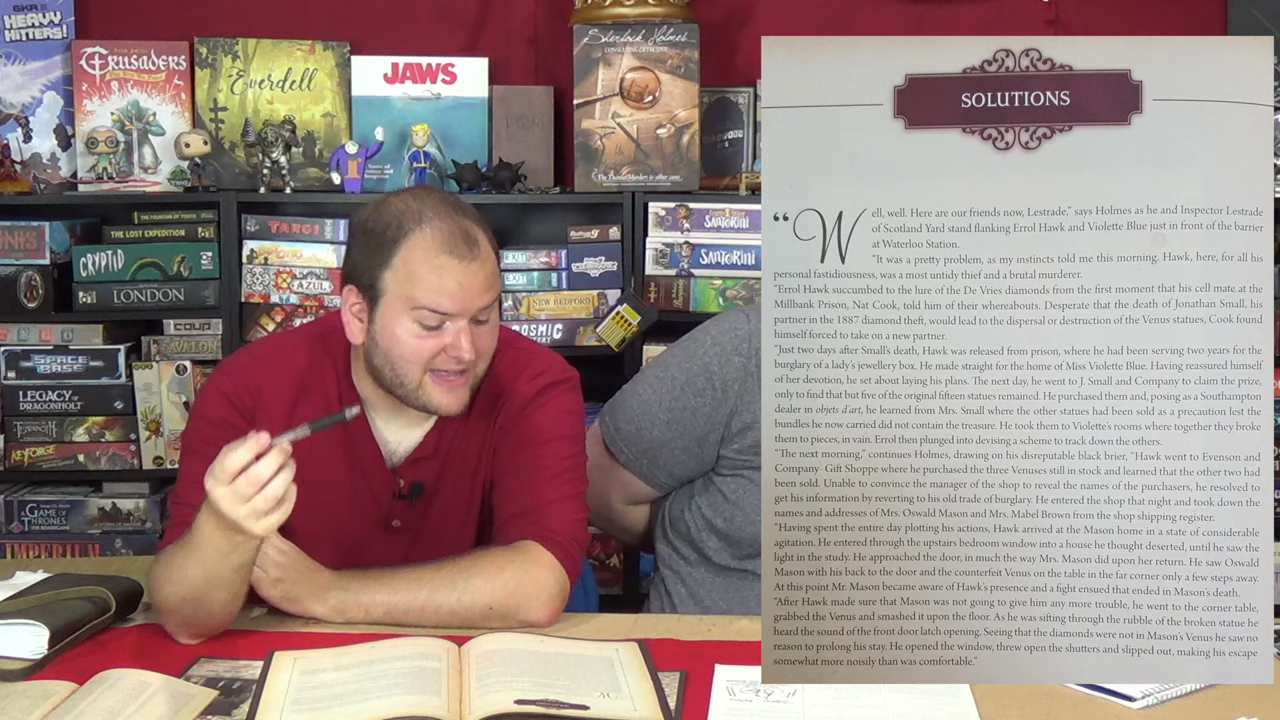 GKR
HEAVY
HITTERS!
Crusaders
Everdell
JAWS
Sherlock Holmes
CONSULTING DETECTIVE
The Thames Murders & other cases
THE FOUNTAIN OF YOUTH
THE LOST EXPEDITION
CRYPTID
LONDON
TARGI
AZUL
EXIT
EXIT
NEW BEDFORD
COSMIC
SANTORINI
SANTORINI
COUP
AVALON
SPACE
BASE
LEGACY OF
DRAGONHOLT
KEYFORGE
A GAME OF
THRONES
IMPERIUM
SOLUTIONS
“Well, well. Here are our friends now, Lestrade,” says Holmes as he and Inspector Lestrade
of Scotland Yard stand flanking Errol Hawk and Violette Blue just in front of the barrier
at Waterloo Station.
“It was a pretty problem, as my interests told me this morning. Hawk, here, for all his
personal fastidiousness, was a most untidy thief and a brutal murderer.
“Errol Hawk succumbed to the lure of the De Vries diamonds from the first moment that his cell mate at the
Millbank Prison, Nat Cook, told him of their whereabouts. Desperate that the death of Jonathan Small, his
partner in the 1887 diamond theft, would lead to the dispersal or destruction of the Venus statues, Cook found
himself forced to take on a new partner.
“Just two days after Small’s death, Hawk was released from prison, where he had been serving two years for the
burglary of a lady’s jewellery box. He made straight for the home of Miss Violette Blue. Having reassured himself
of her devotion, he set about laying his plans. The next day, he went to J. Small and Company to claim the prize,
only to find that but five of the original fifteen statues remained. He purchased them and, posing as a Southampton
dealer in objets d’art, he learned from Mrs. Small where the other statues had been sold as a precaution lest the
bundles he now carried did not contain the treasure. He took them to Violette’s rooms where together they broke
them to pieces, in vain. Errol then plunged into devising a scheme to track down the others.
“The next morning,” continues Holmes, drawing on his disreputable black brier, “Hawk went to Evenson and
Company Gift Shoppe where he purchased the three Venuses still in stock and learned that the other two had
been sold. Unable to convince the manager of the shop to reveal the names of the purchasers, he resolved to
get his information by reverting to his old trade of burglary. He entered the shop that night and took down the
names and addresses of Mrs. Oswald Mason and Mrs. Mabel Brown from the shop shipping register.
“Having spent the entire day plotting his actions, Hawk arrived at the Mason home in a state of considerable
agitation. He entered through the upstairs bedroom window into a house he thought deserted, until he saw the
light in the study. He approached the door, in much the way Mrs. Mason did upon her return. He saw Oswald
Mason with his back to the door and the counterfeit Venus on the table in the far corner only a few steps away.
At this point Mr. Mason became aware of Hawk’s presence and a fight ensued that ended in Mason’s death.
“After Hawk made sure that Mason was not going to give him any more trouble, he went to the corner table,
grabbed the Venus and smashed it upon the floor. As he was sifting through the rubble of the broken statue he
heard the sound of the front door latch opening. Seeing that the diamonds were not in Mason’s Venus he saw no
reason to prolong his stay. He opened the window, threw open the shutters and slipped out, making his escape
somewhat more noisily than was comfortable.”